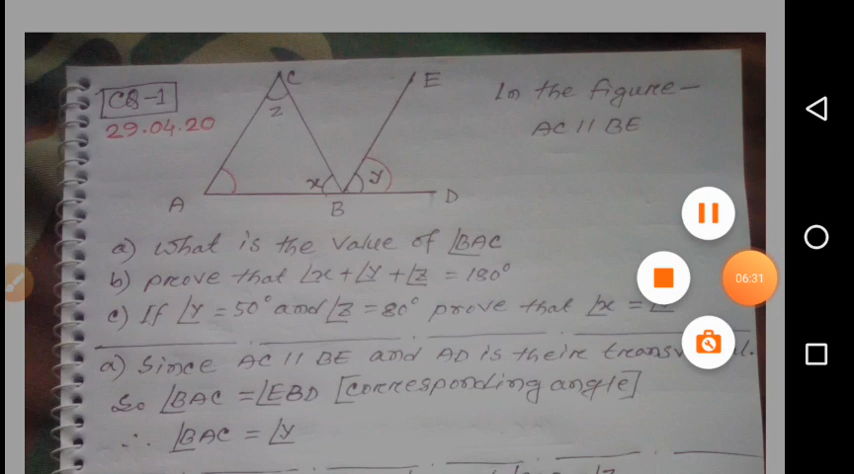 CQ-1
29.04.20
C
E
In the figure-
AC || BE
z
x
y
A
B
D
a) What is the value of ∠BAC
b) prove that ∠x + ∠y + ∠z = 180°
c) If ∠y = 50° and ∠z = 80° prove that ∠x =
a) Since AC || BE and AD is their
So ∠BAC = ∠EBD [corresponding angle]
∴ ∠BAC = ∠y
06:31